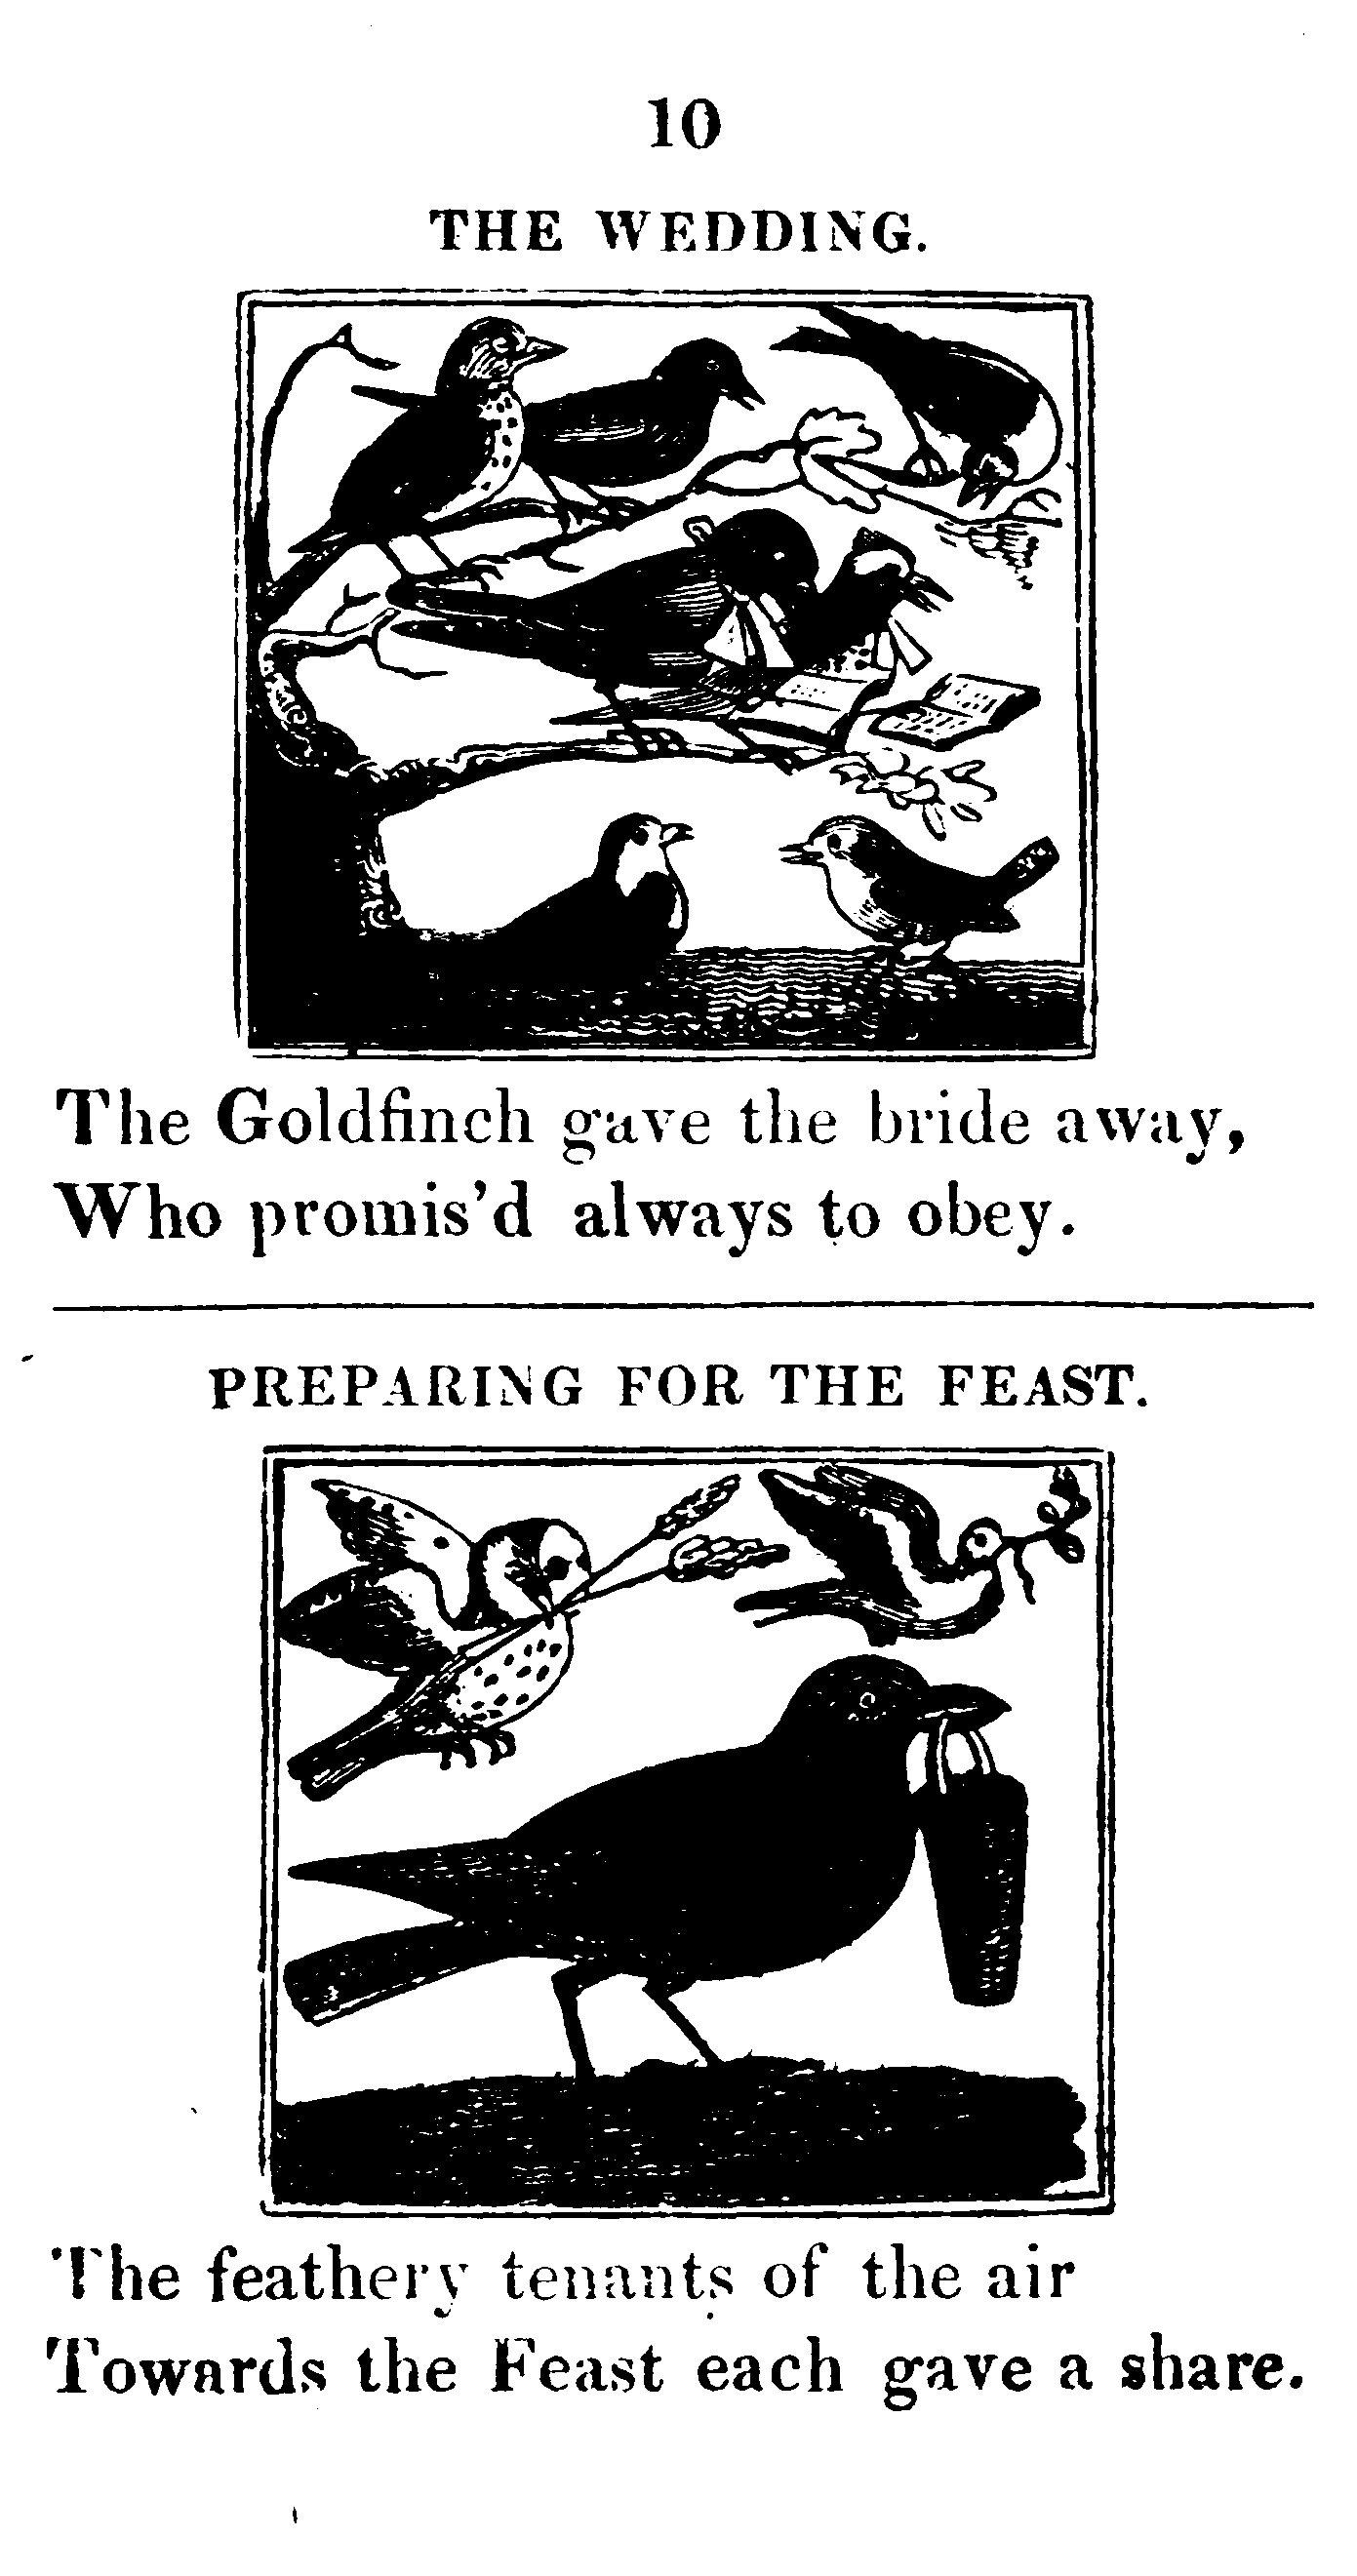 10
THE WEDDING.
The Goldfinch gave the bride away,
Who promis'd always to obey.
PREPARING FOR THE FEAST.
The feathery tenants of the air
Towards the Feast each gave a share.